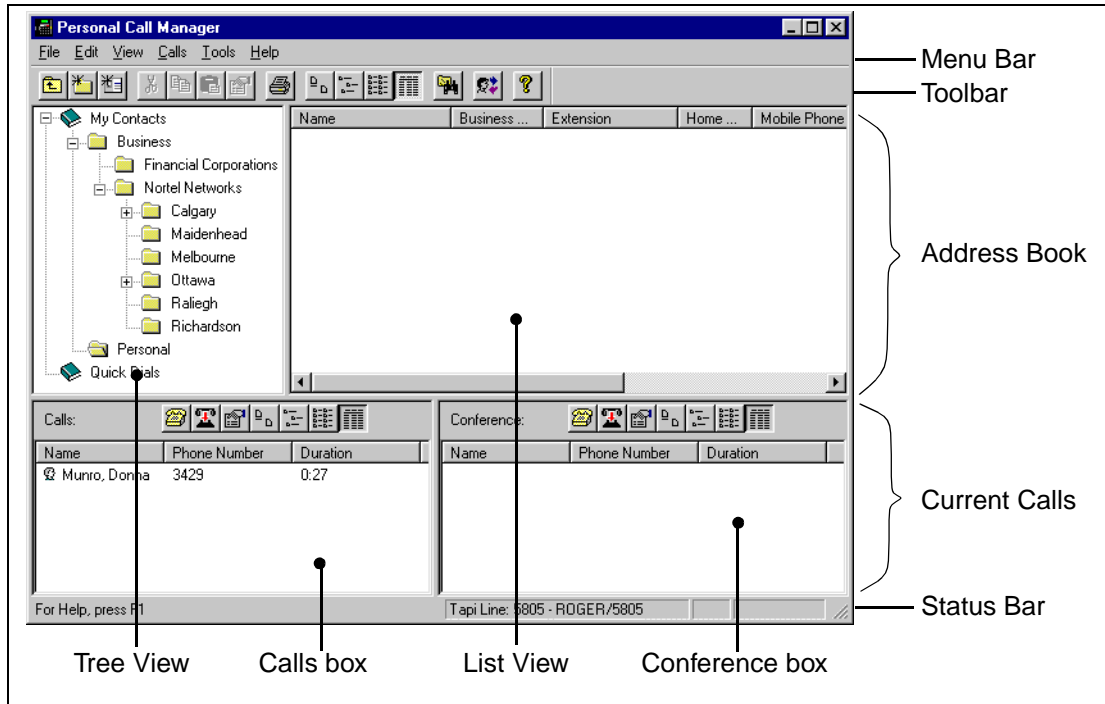 Personal Call Manager
File Edit View Calls Tools Help
Menu Bar
Toolbar
My Contacts
Business
Financial Corporations
Nortel Networks
Calgary
Maidenhead
Melbourne
Ottawa
Raliegh
Richardson
Personal
Quick Dials
Name Business ... Extension Home ... Mobile Phone
Address Book
Calls:
Name Phone Number Duration
Munro, Donna 3429 0:27
Conference:
Name Phone Number Duration
Current Calls
For Help, press F1
Tapi Line: 5805 - ROGER/5805
Status Bar
Tree View Calls box List View Conference box